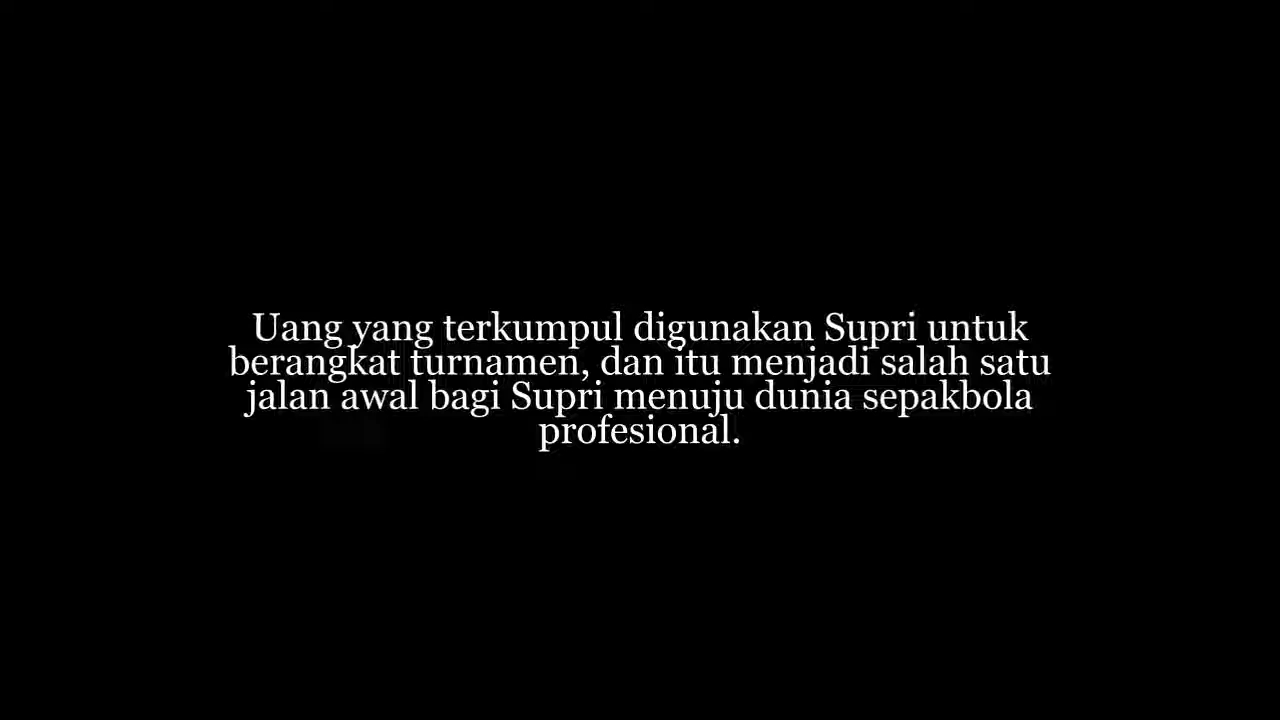 Uang yang terkumpul digunakan Supri untuk
berangkat turnamen, dan itu menjadi salah satu
jalan awal bagi Supri menuju dunia sepakbola
profesional.